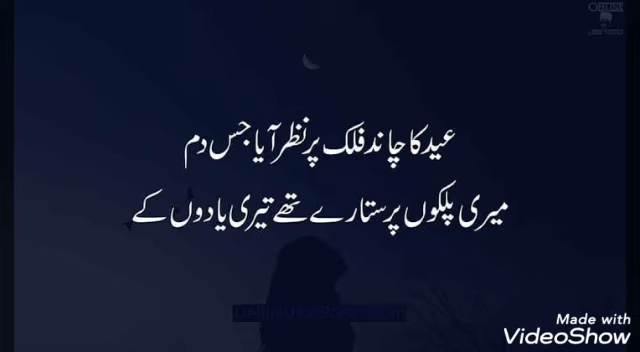 ONLINE
عید کا چاند فلک پر نظر آیا جس دم
میری پلکوں پر ستارے تھے تیری یادوں کے
Made with
VideoShow